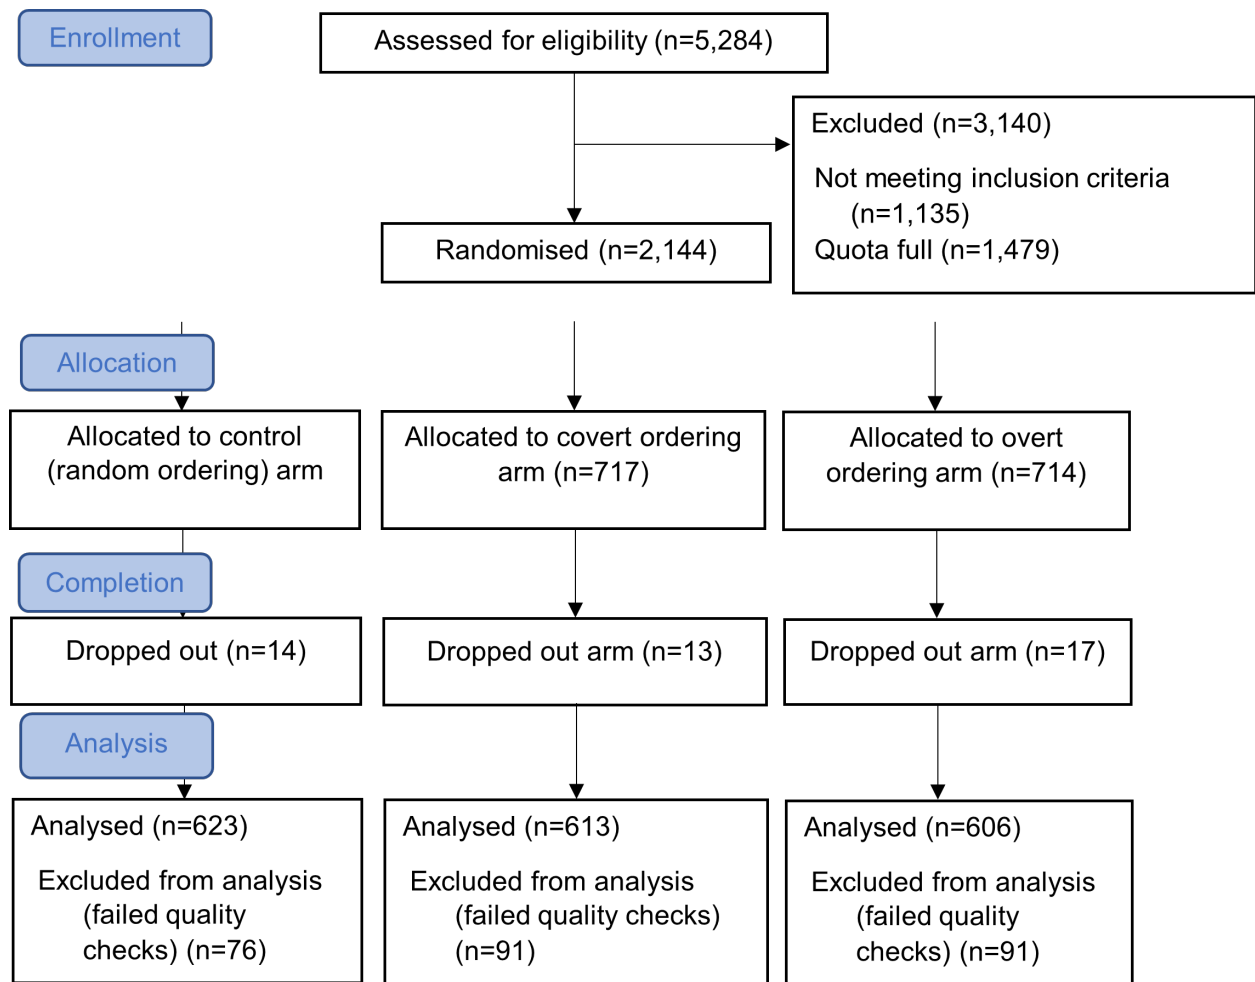 Enrollment
Assessed for eligibility (n=5,284)
Excluded (n=3,140)
Not meeting inclusion criteria
(n=1,135)
Quota full (n=1,479)
Randomised (n=2,144)
Allocation
Allocated to control
(random ordering) arm
Allocated to covert ordering
arm (n=717)
Allocated to overt
ordering arm (n=714)
Completion
Dropped out (n=14)
Dropped out arm (n=13)
Dropped out arm (n=17)
Analysis
Analysed (n=623)
Excluded from analysis
(failed quality
checks) (n=76)
Analysed (n=613)
Excluded from analysis
(failed quality checks)
(n=91)
Analysed (n=606)
Excluded from analysis
(failed quality
checks) (n=91)